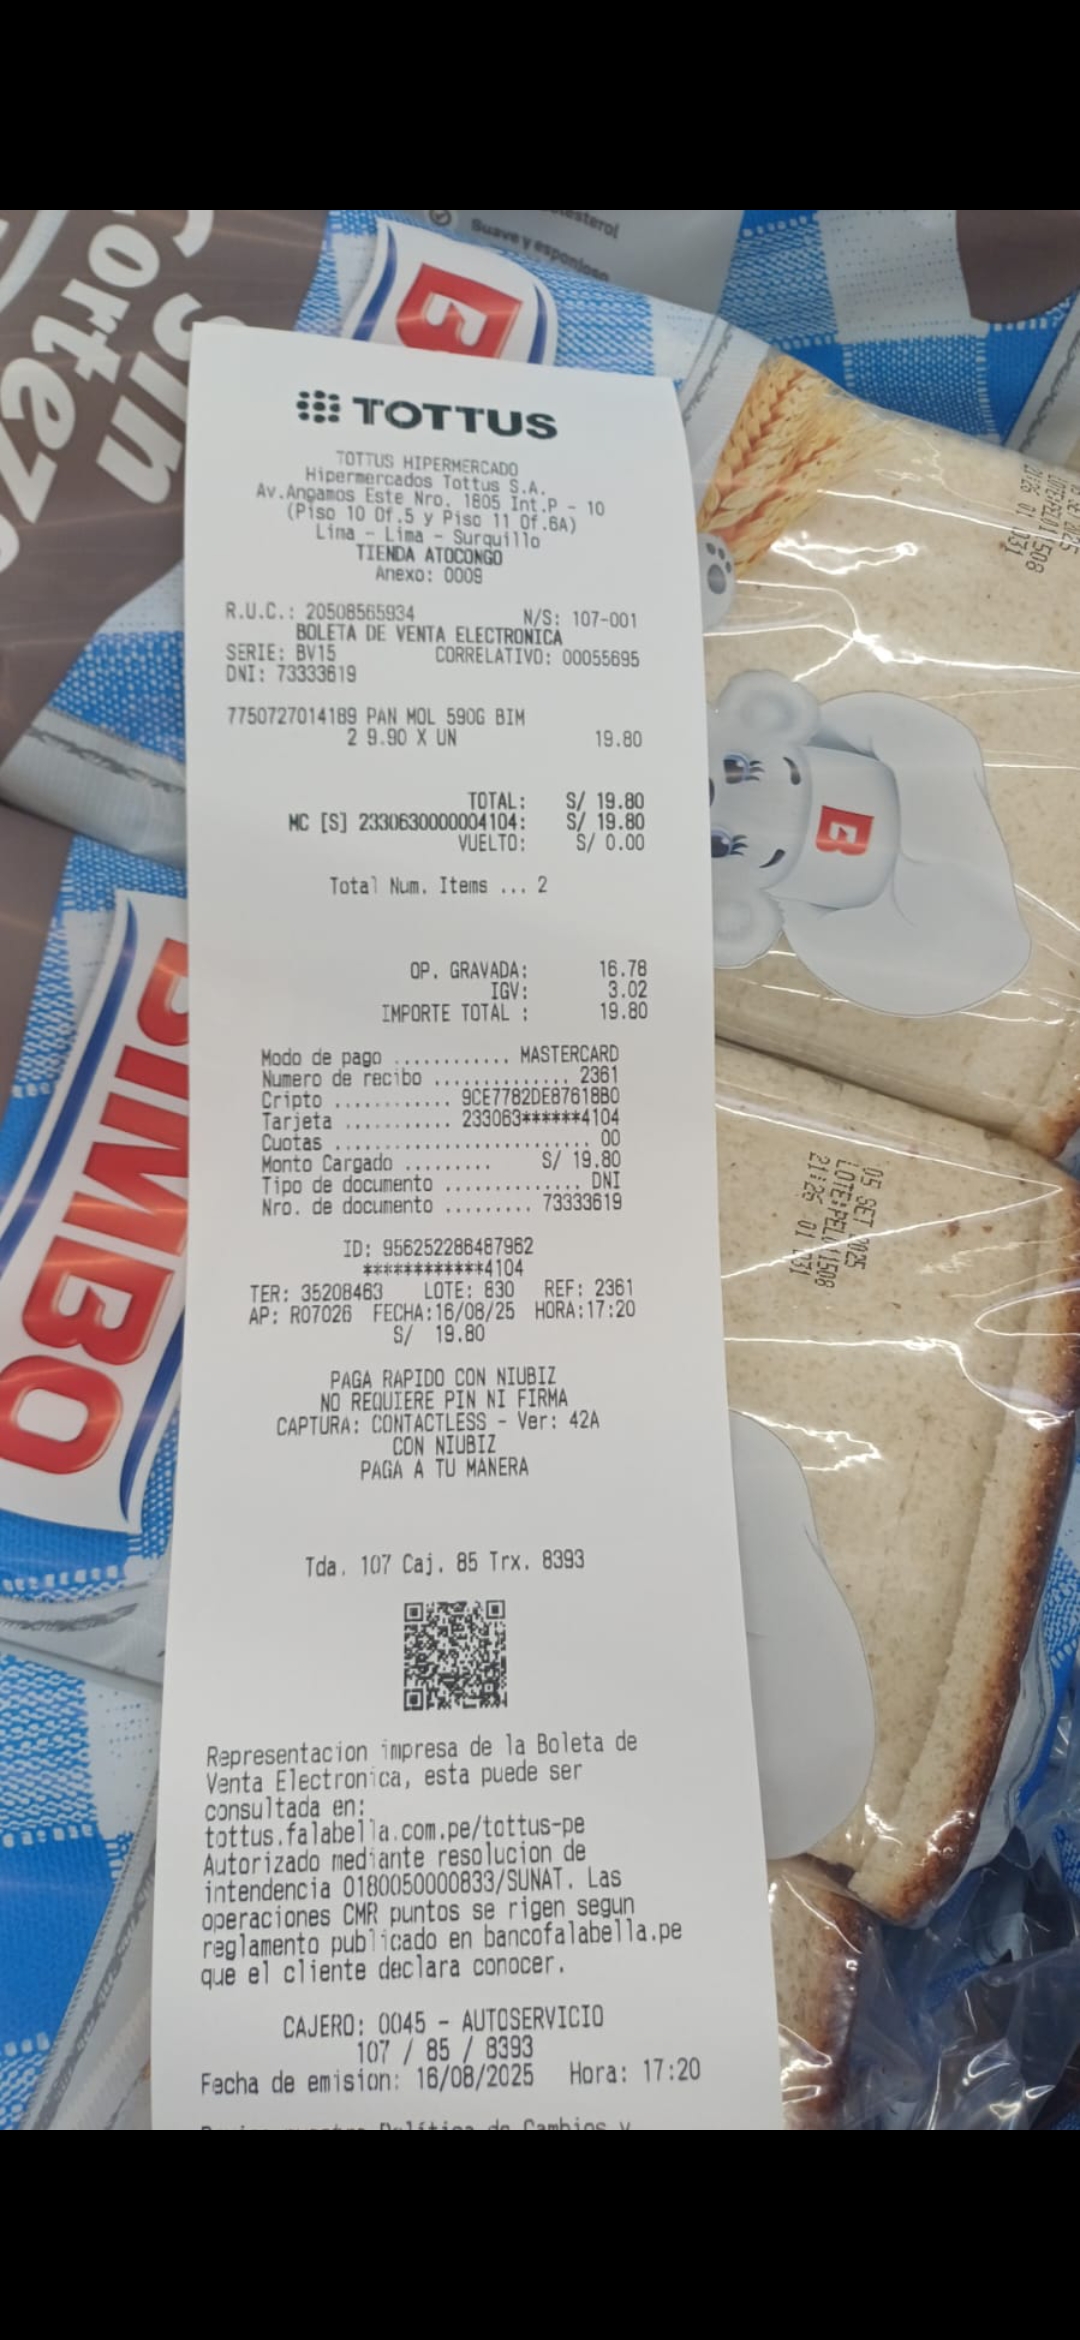 Suave y esponjoso
Sin
Corteza
TOTTUS
TOTTUS HIPERMERCADO
Hipermercados Tottus S.A.
Av.Angamos Este Nro. 1805 Int.P - 10
(Piso 10 Of.5 y Piso 11 Of.6A)
Lima - Lima - Surquillo
TIENDA ATOCONGO
Anexo: 0009
R.U.C.: 20508565934 N/S: 107-001
BOLETA DE VENTA ELECTRONICA
SERIE: BV15 CORRELATIVO: 00055695
DNI: 73333619
7750727014189 PAN MOL 590G BIM
2 9.90 X UN 19.80
TOTAL: S/ 19.80
MC [S] 2330630000004104: S/ 19.80
VUELTO: S/ 0.00
Total Num. Items ... 2
OP. GRAVADA: 16.78
IGV: 3.02
IMPORTE TOTAL : 19.80
Modo de pago ............ MASTERCARD
Numero de recibo .............. 2361
Cripto ............ 9CE7782DE87618B0
Tarjeta ........... 233063******4104
Cuotas .......................... 00
Monto Cargado ......... S/ 19.80
Tipo de documento .............. DNI
Nro. de documento ......... 73333619
ID: 956252286487962
************4104
TER: 35208463 LOTE: 830 REF: 2361
AP: R07026 FECHA:16/08/25 HORA:17:20
S/ 19.80
PAGA RAPIDO CON NIUBIZ
NO REQUIERE PIN NI FIRMA
CAPTURA: CONTACTLESS - Ver: 42A
CON NIUBIZ
PAGA A TU MANERA
Tda. 107 Caj. 85 Trx. 8393
Representacion impresa de la Boleta de
Venta Electronica, esta puede ser
consultada en:
tottus.falabella.com.pe/tottus-pe
Autorizado mediante resolucion de
intendencia 0180050000833/SUNAT. Las
operaciones CMR puntos se rigen segun
reglamento publicado en bancofalabella.pe
que el cliente declara conocer.
CAJERO: 0045 - AUTOSERVICIO
107 / 85 / 8393
Fecha de emision: 16/08/2025 Hora: 17:20
BIMBO
05 SET 2025
21:26 01